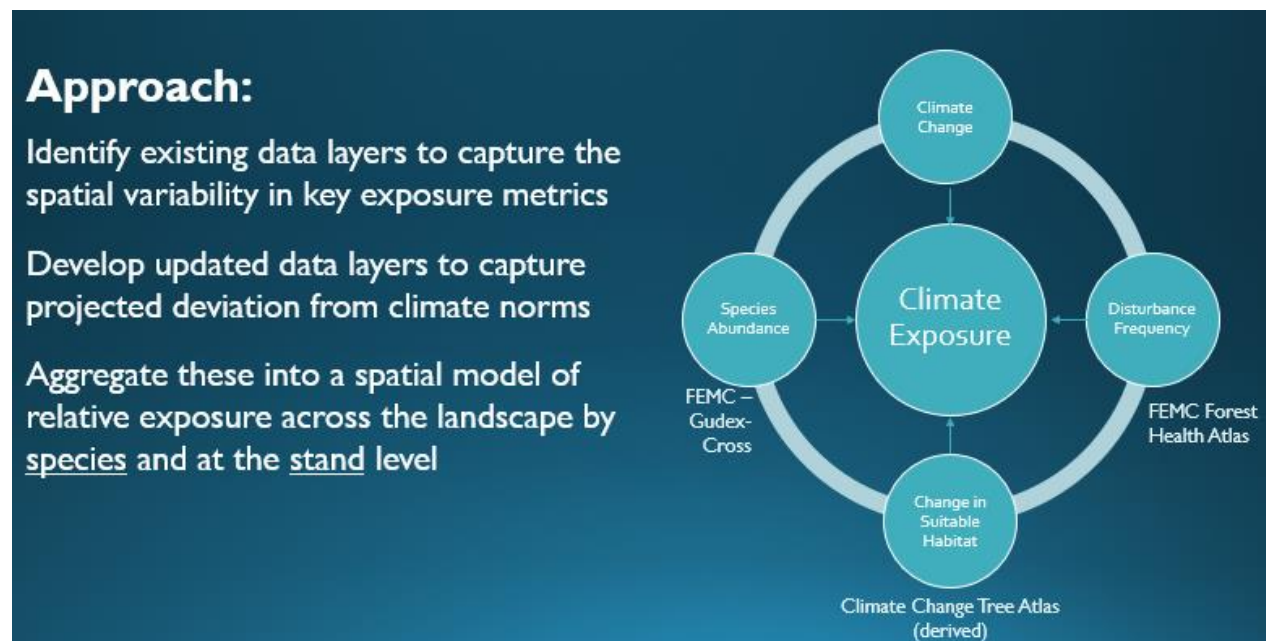 Approach:
Identify existing data layers to capture the
spatial variability in key exposure metrics
Develop updated data layers to capture
projected deviation from climate norms
Aggregate these into a spatial model of
relative exposure across the landscape by
species and at the stand level
Climate
Change
Species
Abundance
Climate
Exposure
Disturbance
Frequency
FEMC –
Gudex-
Cross
FEMC Forest
Health Atlas
Change in
Suitable
Habitat
Climate Change Tree Atlas
(derived)